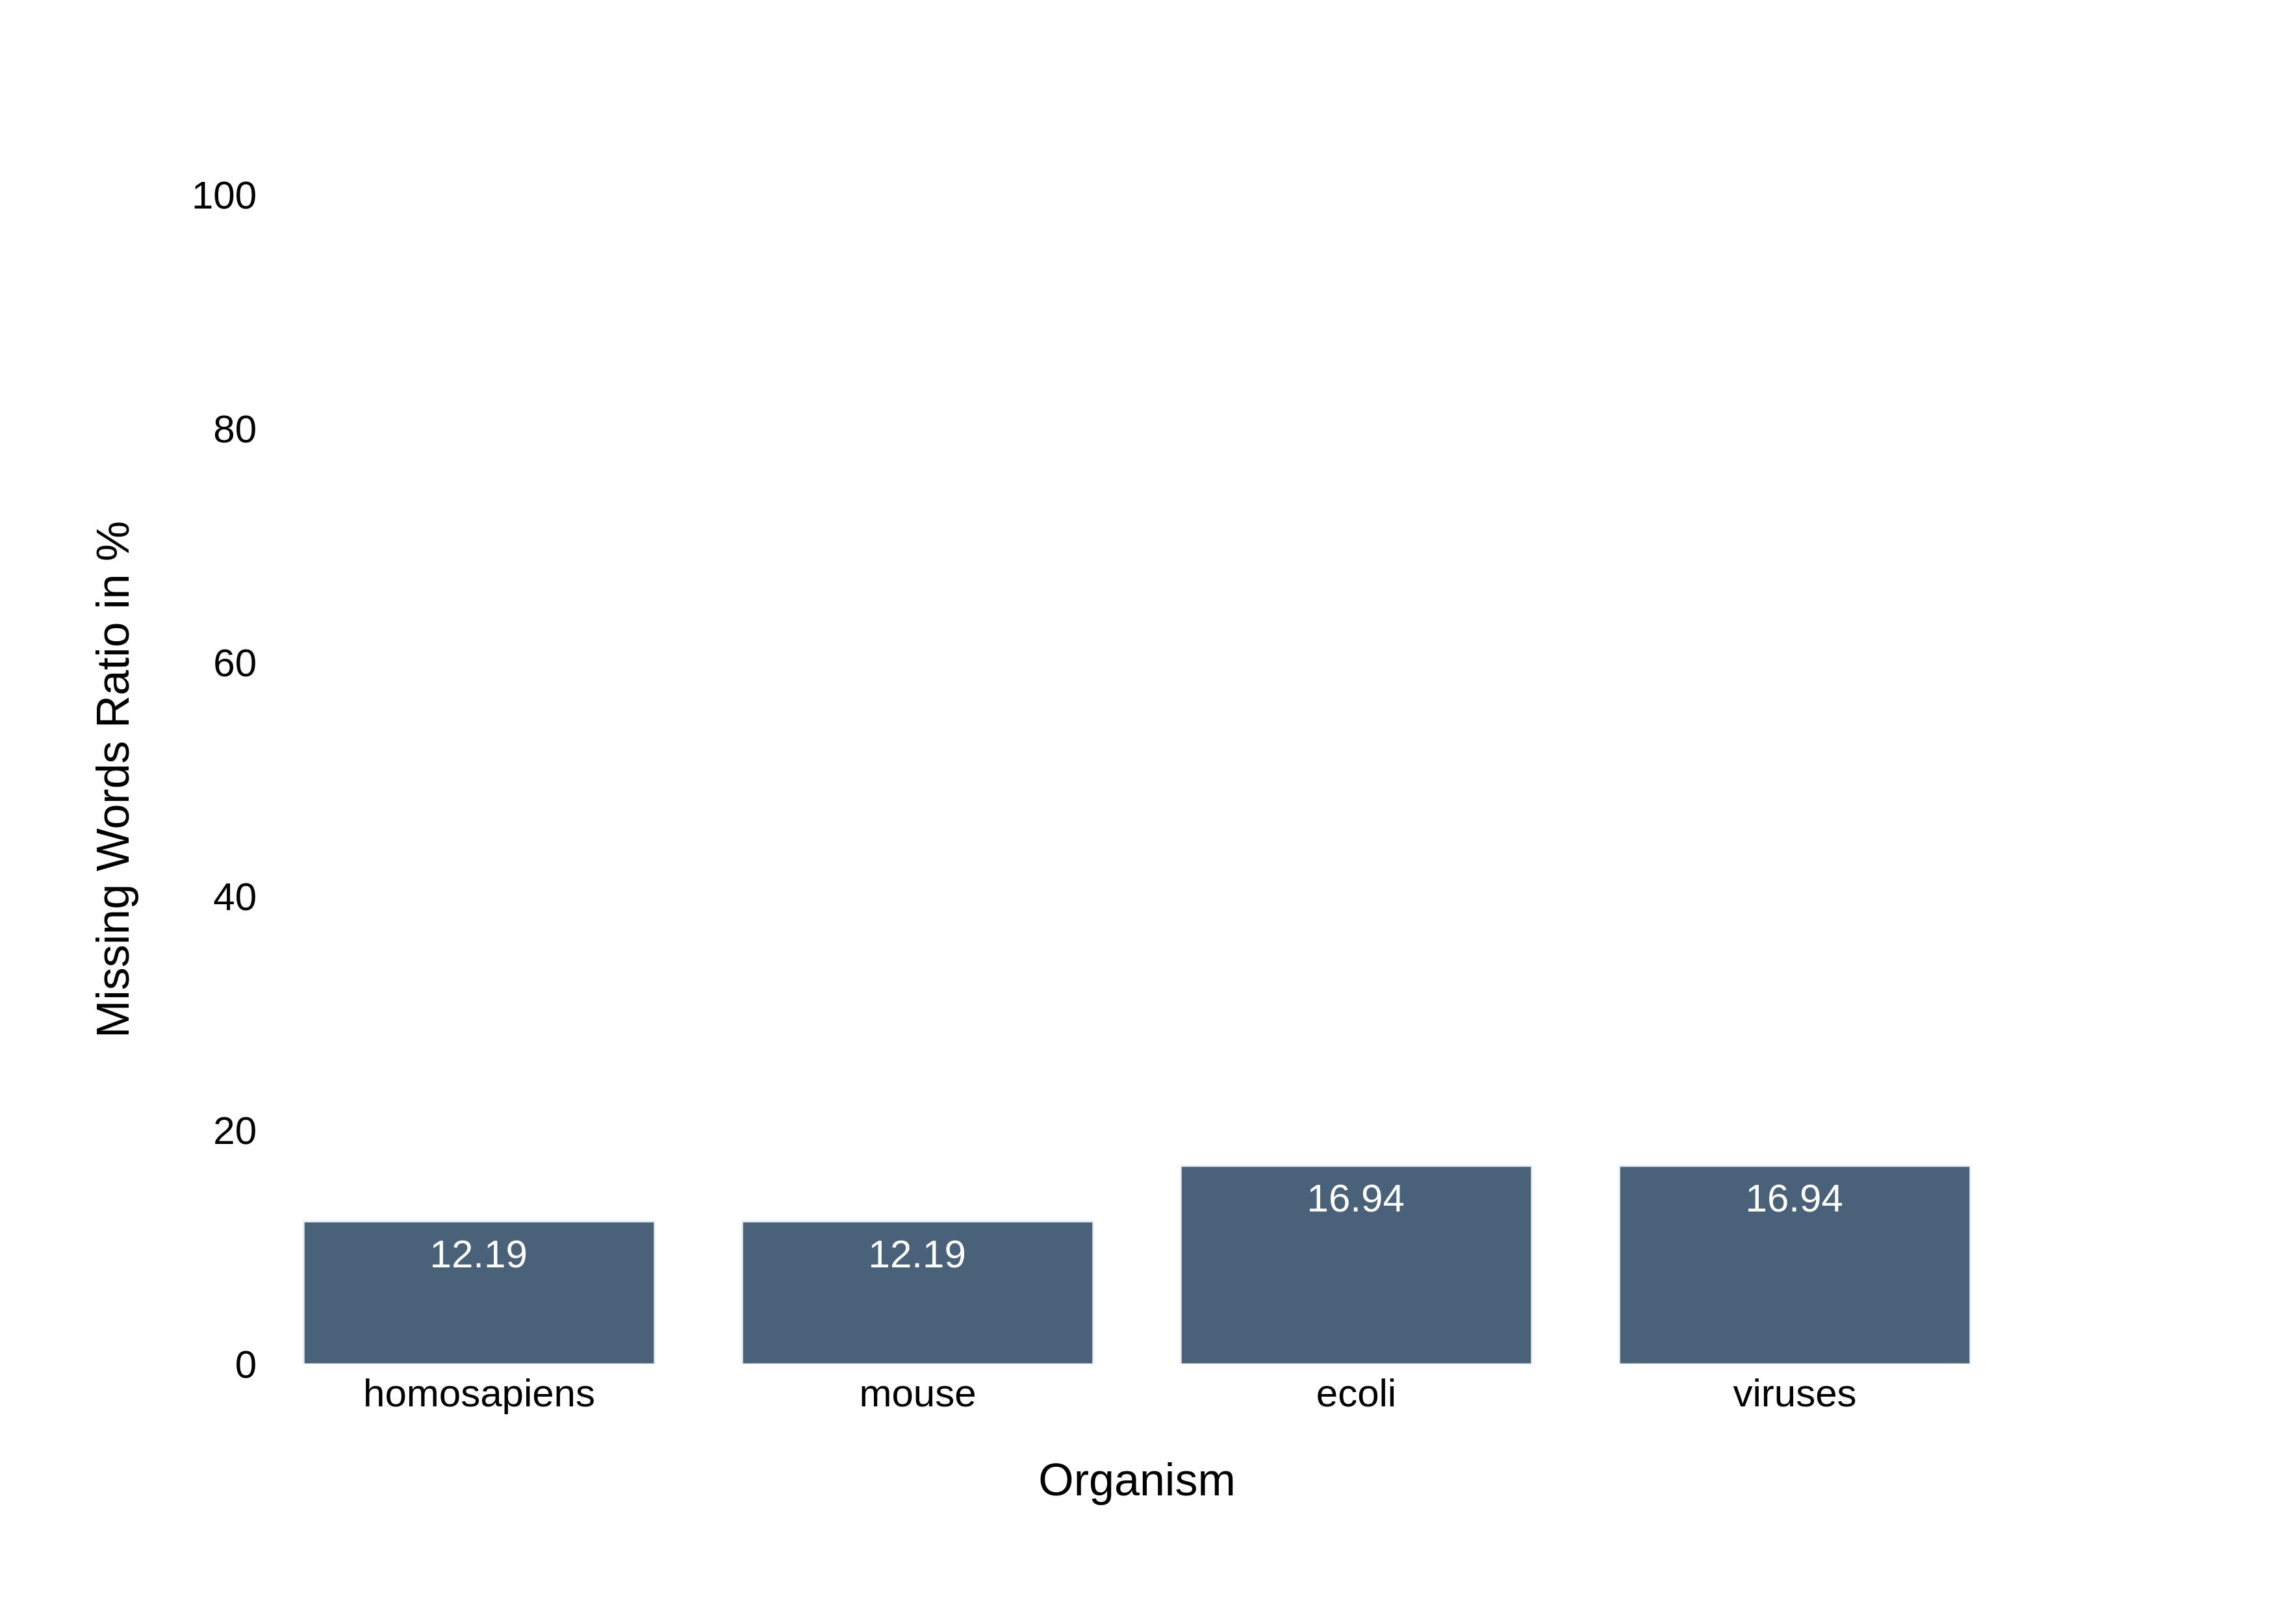 100
80
60
40
20
0
Missing Words Ratio in %
12.19
12.19
16.94
16.94
homosapiens
mouse
ecoli
viruses
Organism